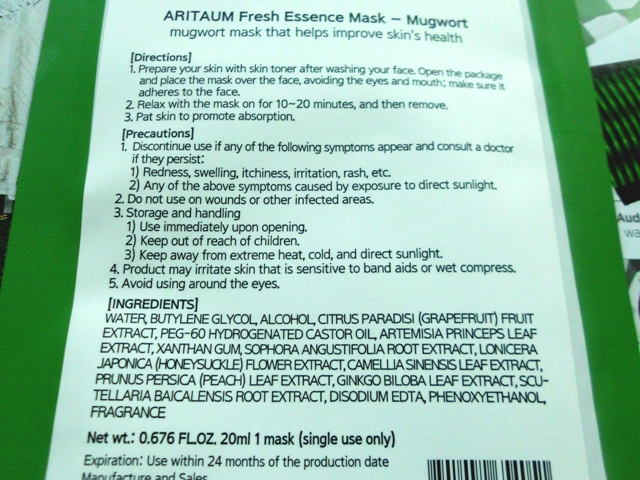 ARITAUM Fresh Essence Mask – Mugwort
mugwort mask that helps improve skin's health
[Directions]
1. Prepare your skin with skin toner after washing your face. Open the package
and place the mask over the face, avoiding the eyes and mouth; make sure it
adheres to the face.
2. Relax with the mask on for 10~20 minutes, and then remove.
3. Pat skin to promote absorption.
[Precautions]
1. Discontinue use if any of the following symptoms appear and consult a doctor
if they persist:
1) Redness, swelling, itchiness, irritation, rash, etc.
2) Any of the above symptoms caused by exposure to direct sunlight.
2. Do not use on wounds or other infected areas.
3. Storage and handling
1) Use immediately upon opening.
2) Keep out of reach of children.
3) Keep away from extreme heat, cold, and direct sunlight.
4. Product may irritate skin that is sensitive to band aids or wet compress.
5. Avoid using around the eyes.
[INGREDIENTS]
WATER, BUTYLENE GLYCOL, ALCOHOL, CITRUS PARADISI (GRAPEFRUIT) FRUIT
EXTRACT, PEG-60 HYDROGENATED CASTOR OIL, ARTEMISIA PRINCEPS LEAF
EXTRACT, XANTHAN GUM, SOPHORA ANGUSTIFOLIA ROOT EXTRACT, LONICERA
JAPONICA (HONEYSUCKLE) FLOWER EXTRACT, CAMELLIA SINENSIS LEAF EXTRACT,
PRUNUS PERSICA (PEACH) LEAF EXTRACT, GINKGO BILOBA LEAF EXTRACT, SCU-
TELLARIA BAICALENSIS ROOT EXTRACT, DISODIUM EDTA, PHENOXYETHANOL,
FRAGRANCE
Net wt.: 0.676 FL.OZ. 20ml 1 mask (single use only)
Expiration: Use within 24 months of the production date
Manufacture and Sales